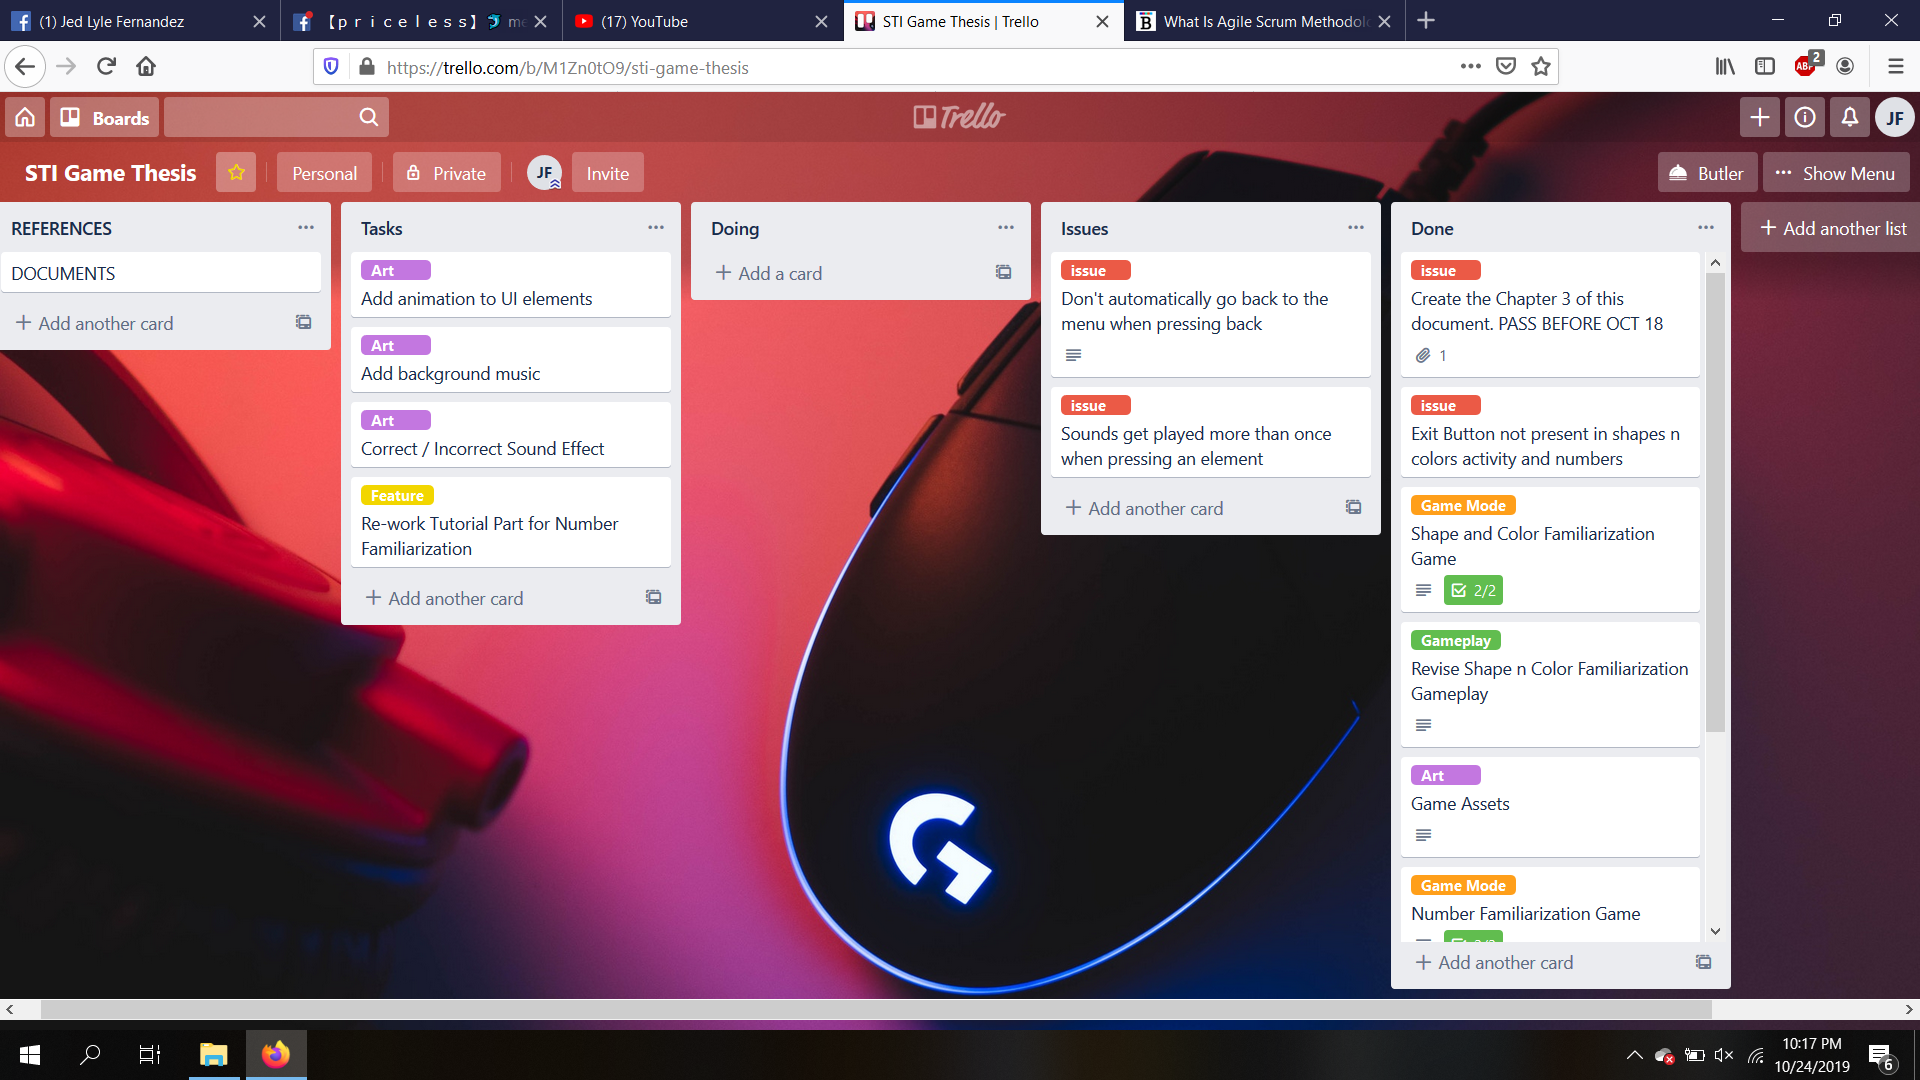 (1) Jed Lyle Fernandez
【ｐｒｉｃｅｌｅｓｓ】
(17) YouTube
STI Game Thesis | Trello
What Is Agile Scrum Methodolo
https://trello.com/b/M1Zn0tO9/sti-game-thesis
ABP
2
Boards
Trello
JF
STI Game Thesis
Personal
Private
JF
Invite
Butler
Show Menu
REFERENCES
DOCUMENTS
+ Add another card
Tasks
Art
Add animation to UI elements
Art
Add background music
Art
Correct / Incorrect Sound Effect
Feature
Re-work Tutorial Part for Number
Familiarization
+ Add another card
Doing
+ Add a card
Issues
issue
Don't automatically go back to the
menu when pressing back
issue
Sounds get played more than once
when pressing an element
+ Add another card
Done
issue
Create the Chapter 3 of this
document. PASS BEFORE OCT 18
1
issue
Exit Button not present in shapes n
colors activity and numbers
Game Mode
Shape and Color Familiarization
Game
2/2
Gameplay
Revise Shape n Color Familiarization
Gameplay
Art
Game Assets
Game Mode
Number Familiarization Game
+ Add another card
+ Add another list
G
10:17 PM
10/24/2019
6